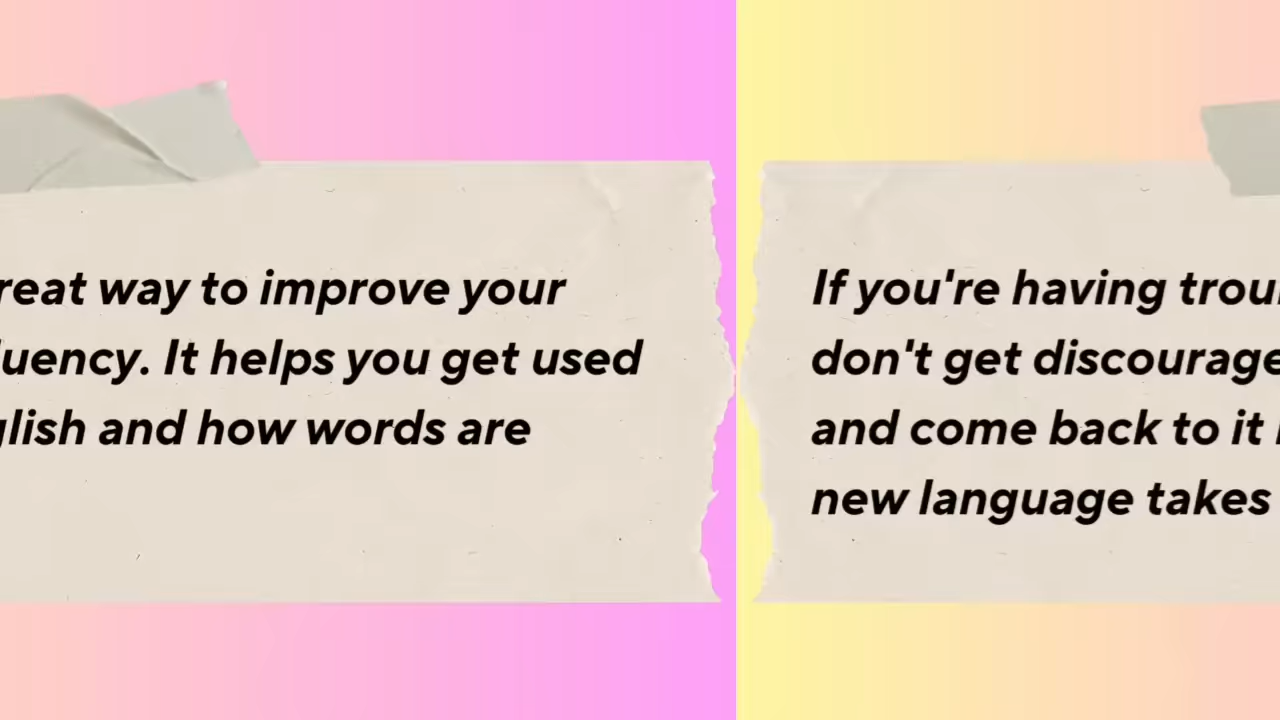 reat way to improve your
luency. It helps you get used
glish and how words are
If you're having trou
don't get discourage
and come back to it
new language takes